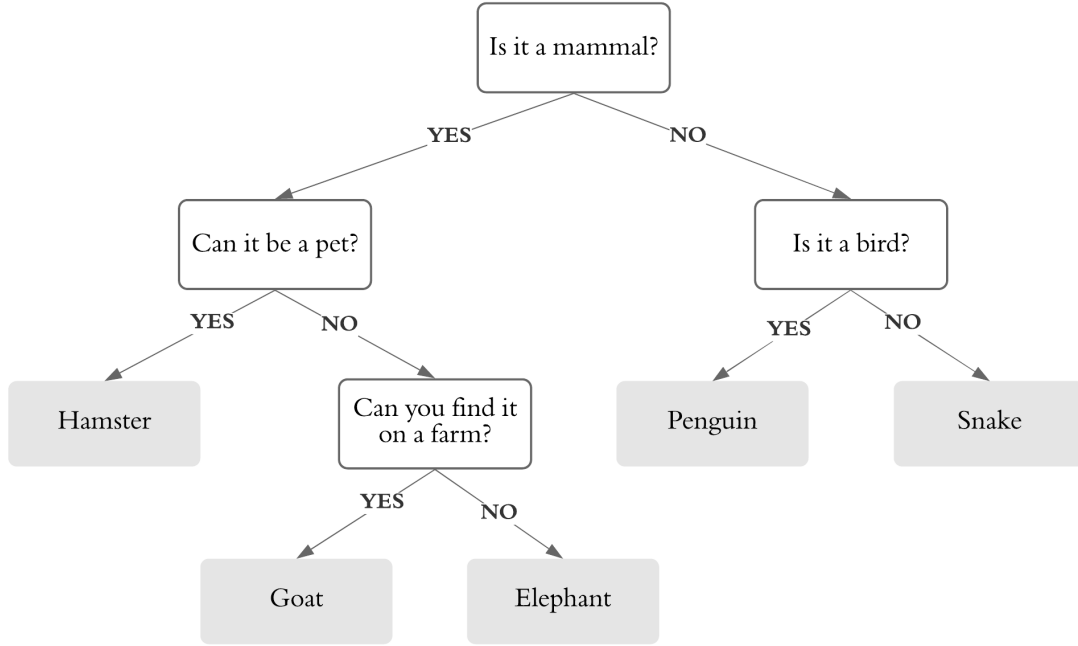 Is it a mammal?
YES
NO
Can it be a pet?
Is it a bird?
YES
NO
YES
NO
Hamster
Can you find it
on a farm?
Penguin
Snake
YES
NO
Goat
Elephant